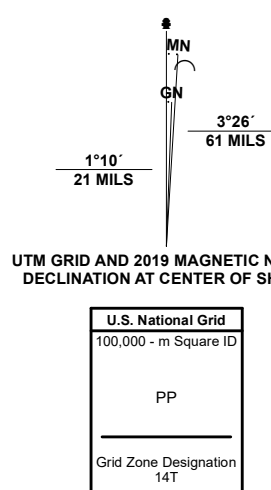 MN
GN
3°26´
61 MILS
1°10´
21 MILS
UTM GRID AND 2019 MAGNETIC
DECLINATION AT CENTER OF
U.S. National Grid
100,000 - m Square ID
PP
Grid Zone Designation
14T